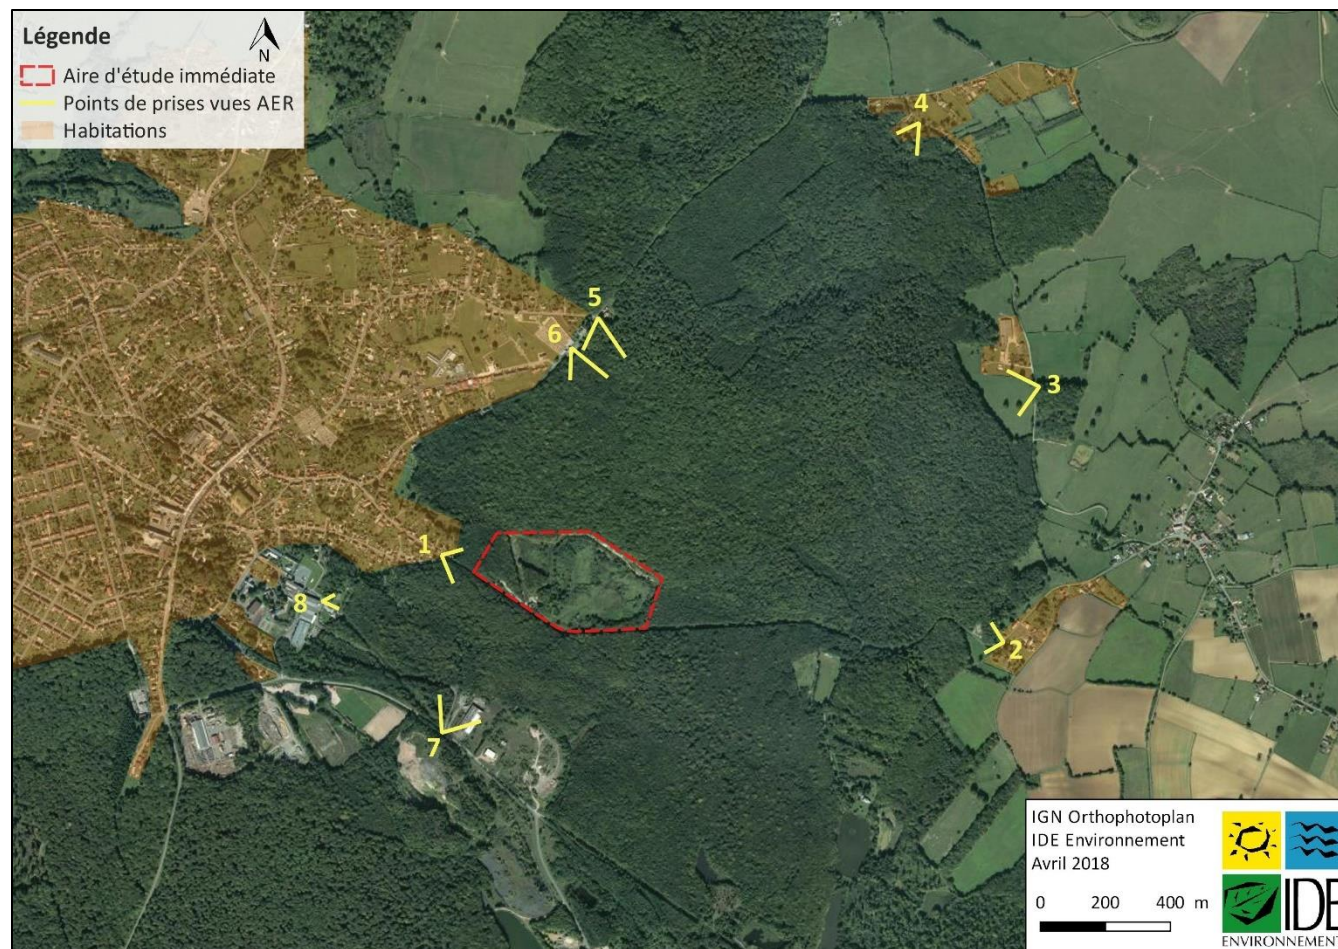 Légende
N
Aire d'étude immédiate
Points de prises vues AER
Habitations
4
5
6
3
1
8
2
7
IGN Orthophotoplan
IDE Environnement
Avril 2018
0 200 400 m
IDE
ENVIRONNEMENT